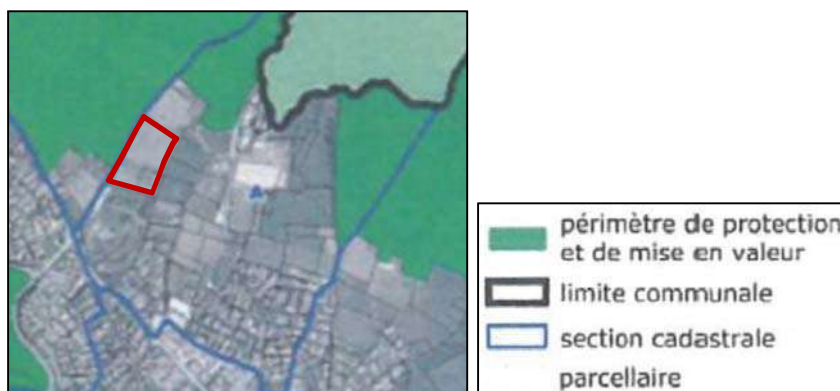 A
périmètre de protection
et de mise en valeur
limite communale
section cadastrale
parcellaire